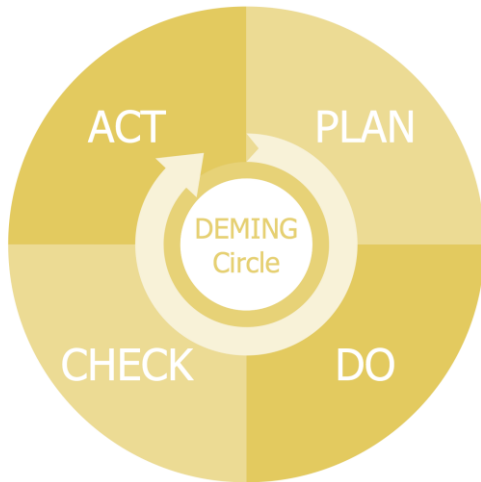 ACT
PLAN
DEMING
Circle
CHECK
DO